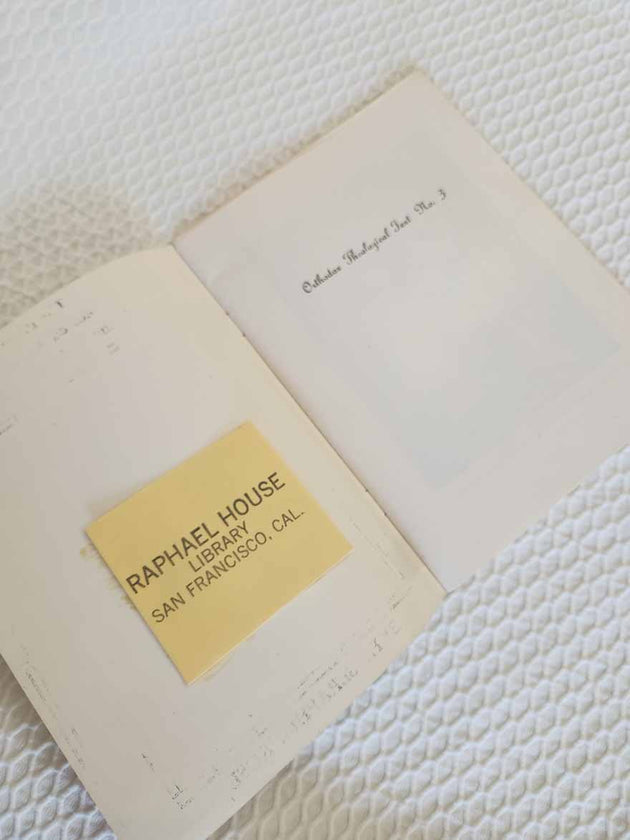 RAPHAEL HOUSE
LIBRARY
SAN FRANCISCO, CAL.
Orthodox Theological Text No. 3